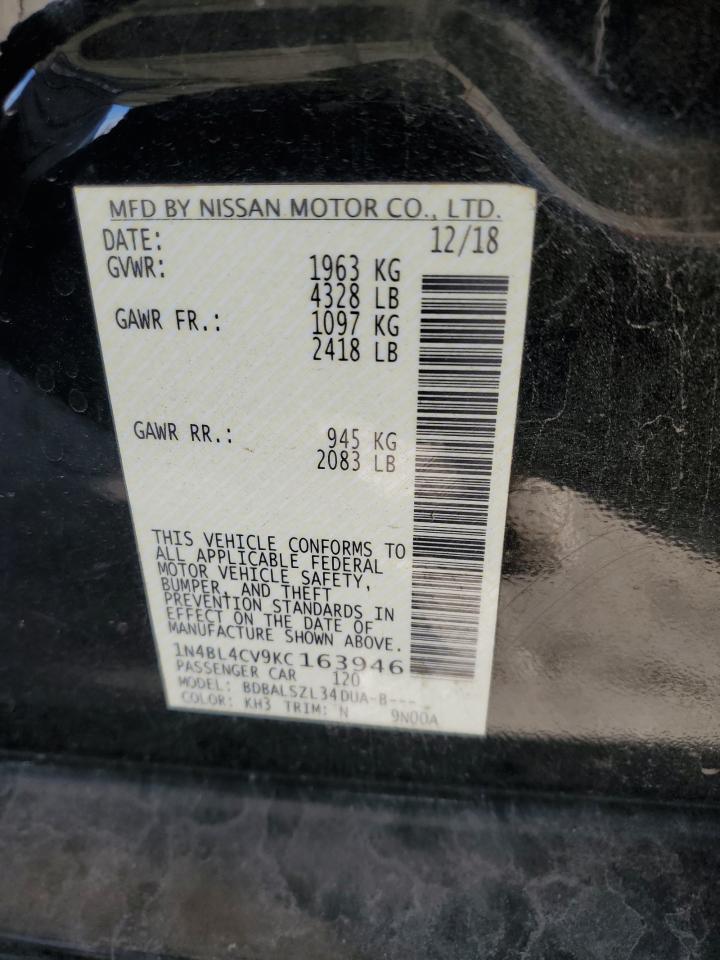 MFD BY NISSAN MOTOR CO., LTD.
DATE: 12/18
GVWR: 1963 KG
4328 LB
GAWR FR.: 1097 KG
2418 LB
GAWR RR.: 945 KG
2083 LB
THIS VEHICLE CONFORMS TO
ALL APPLICABLE FEDERAL
MOTOR VEHICLE SAFETY,
BUMPER, AND THEFT
PREVENTION STANDARDS IN
EFFECT ON THE DATE OF
MANUFACTURE SHOWN ABOVE.
1N4BL4CV9KC163946
PASSENGER CAR 120
MODEL: BDBALSZL34DUA-B---
COLOR: KH3 TRIM: N 9N00A